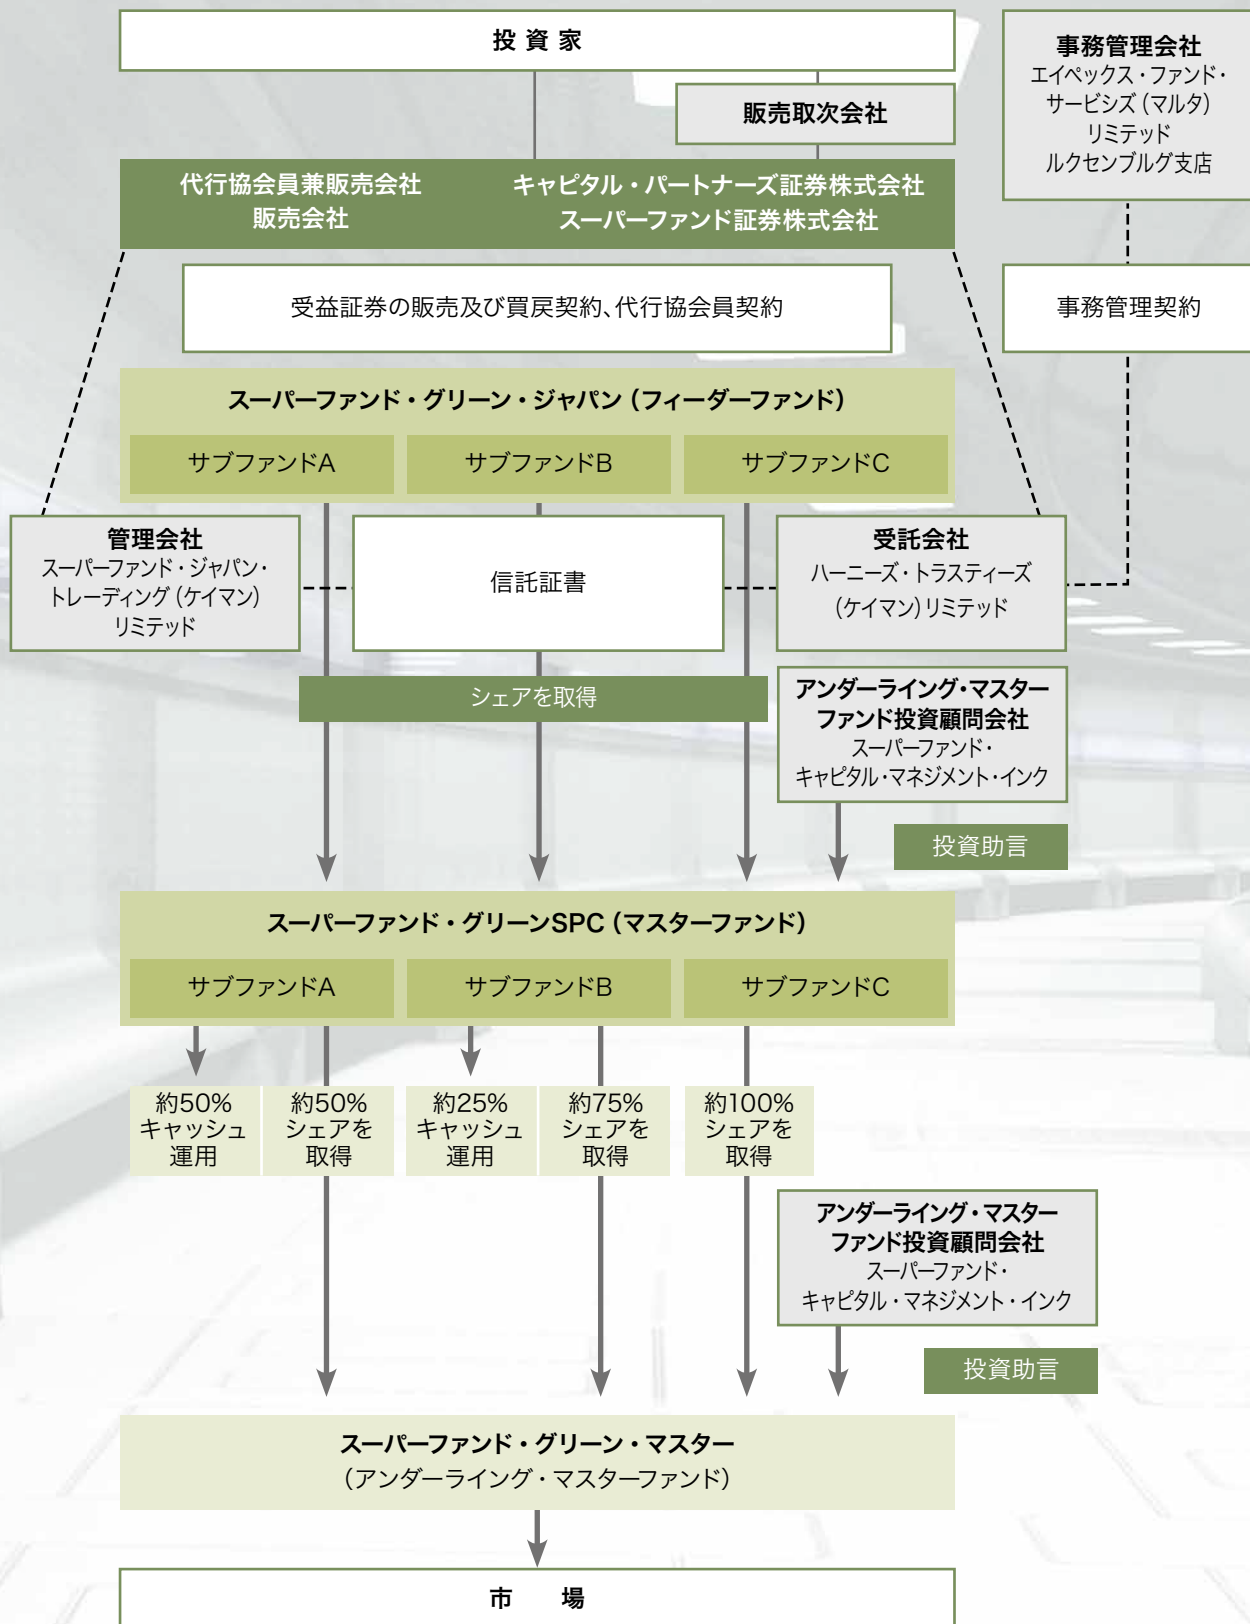 投 資 家
販売取次会社
事務管理会社
エイペックス・ファンド・
サービシズ（マルタ）
リミテッド
ルクセンブルグ支店
代行協会員兼販売会社　キャピタル・パートナーズ証券株式会社
販売会社　スーパーファンド証券株式会社
受益証券の販売及び買戻契約、代行協会員契約
事務管理契約
スーパーファンド・グリーン・ジャパン（フィーダーファンド）
サブファンドA　サブファンドB　サブファンドC
管理会社
スーパーファンド・ジャパン・
トレーディング（ケイマン）
リミテッド
信託証書
受託会社
ハーニーズ・トラスティーズ
（ケイマン）リミテッド
シェアを取得
アンダーライング・マスター
ファンド投資顧問会社
スーパーファンド・
キャピタル・マネジメント・インク
投資助言
スーパーファンド・グリーンSPC（マスターファンド）
サブファンドA　サブファンドB　サブファンドC
約50%
キャッシュ
運用
約50%
シェアを
取得
約25%
キャッシュ
運用
約75%
シェアを
取得
約100%
シェアを
取得
アンダーライング・マスター
ファンド投資顧問会社
スーパーファンド・
キャピタル・マネジメント・インク
投資助言
スーパーファンド・グリーン・マスター
（アンダーライング・マスターファンド）
市　場